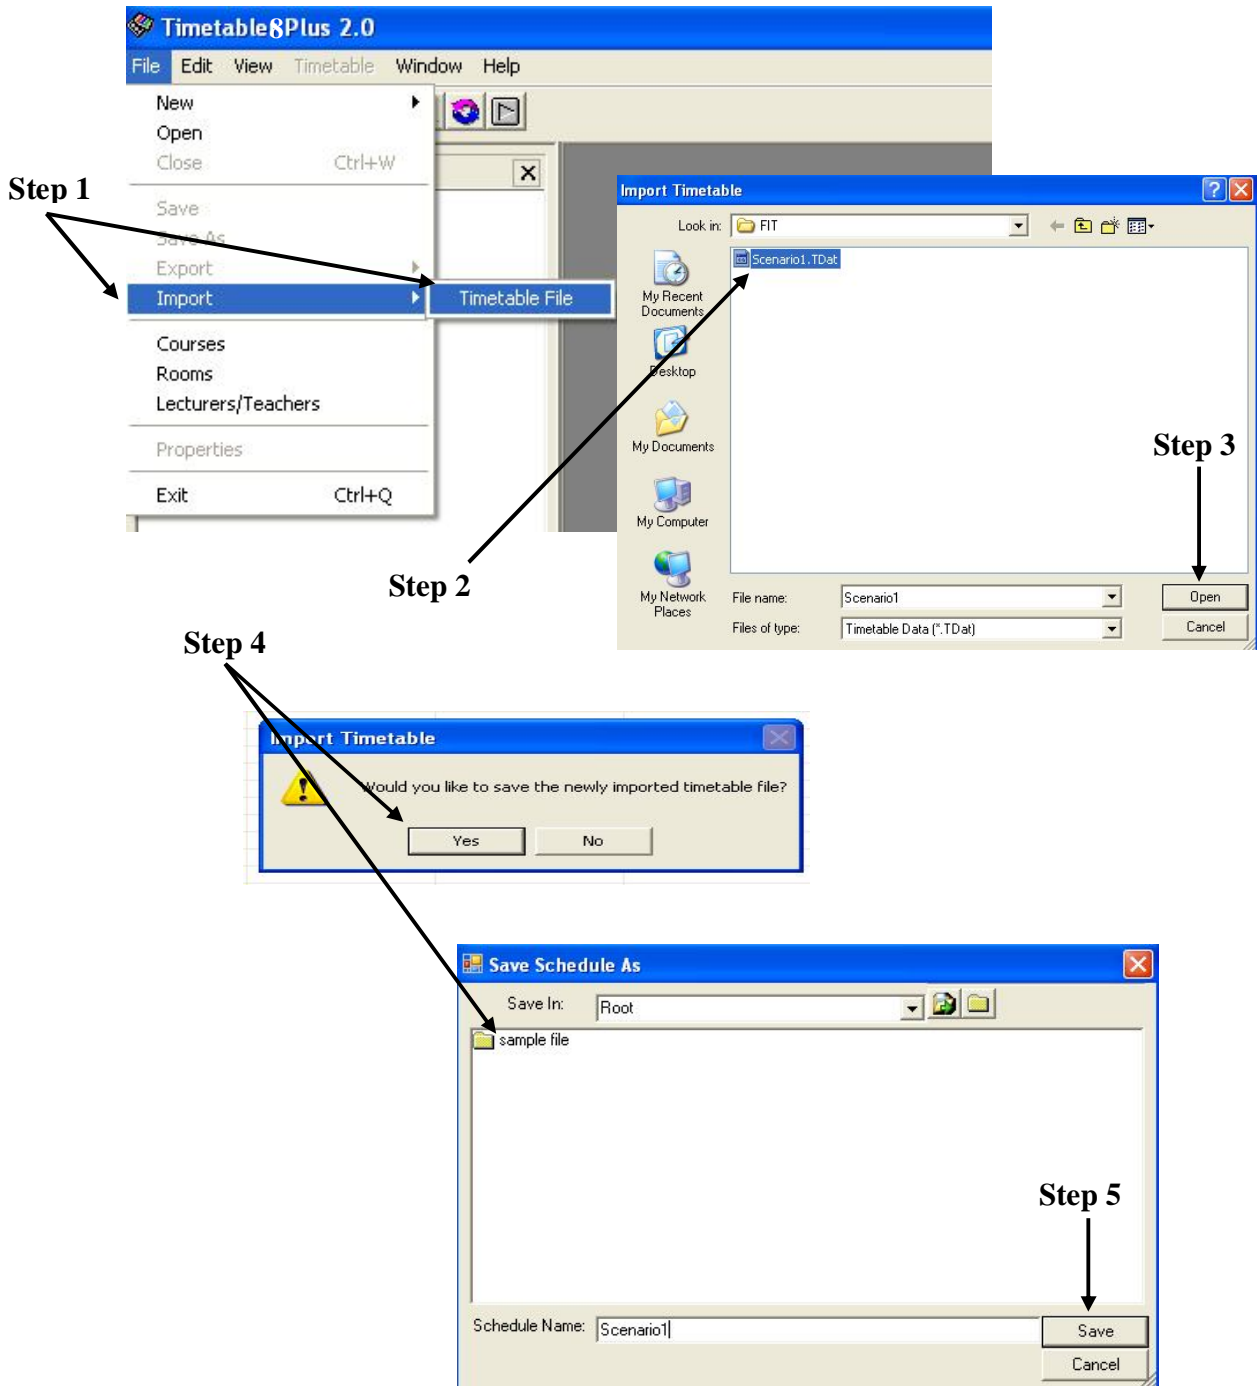 Timetable8Plus 2.0
File Edit View Timetable Window Help
New
Open
Close Ctrl+W
Save
Save As
Export
Import
Timetable File
Courses
Rooms
Lecturers/Teachers
Properties
Exit Ctrl+Q
Step 1
Import Timetable
Look in: FIT
Scenario1.TDat
My Recent
Documents
Desktop
My Documents
My Computer
My Network
Places
File name: Scenario1 Open
Files of type: Timetable Data (*.TDat) Cancel
Step 2
Step 3
Step 4
Import Timetable
Would you like to save the newly imported timetable file?
Yes No
Save Schedule As
Save In: Root
sample file
Step 5
Schedule Name: Scenario1 Save
Cancel